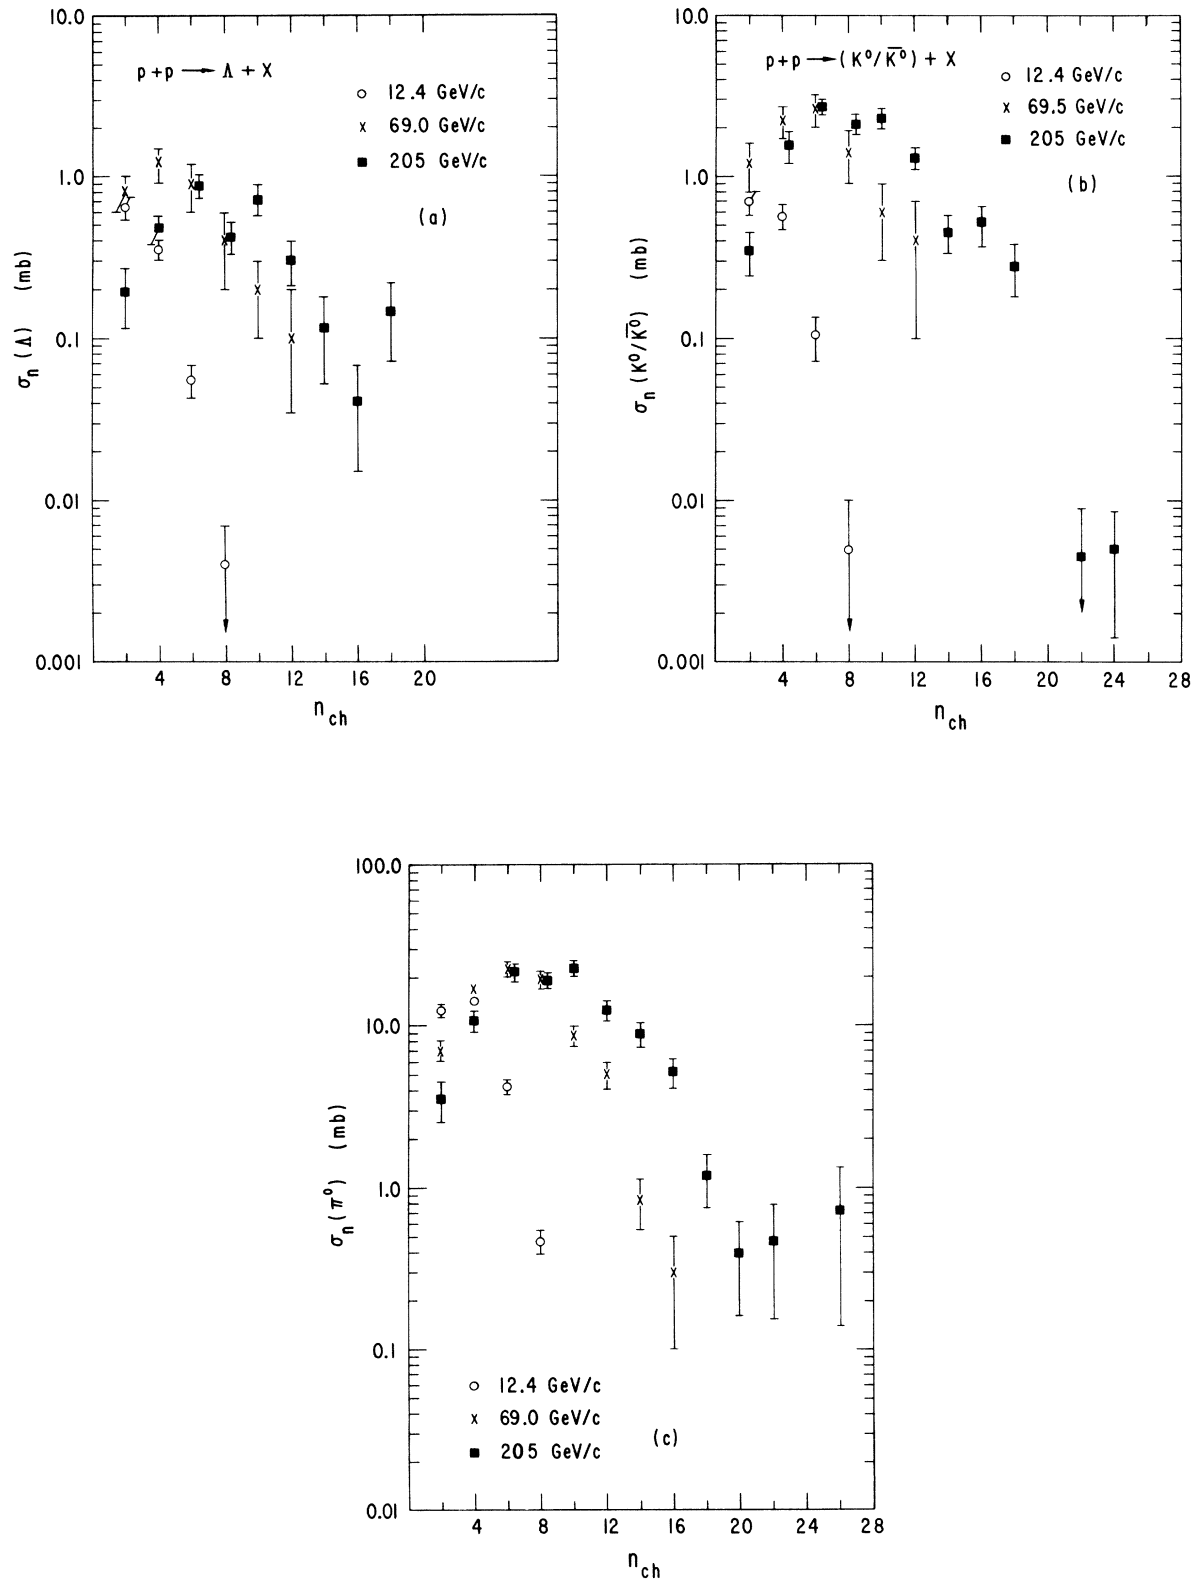 10.0
1.0
0.1
0.01
0.001
p+p → Λ + X
12.4 GeV/c
69.0 GeV/c
205 GeV/c
(a)
σn (Λ) (mb)
4 8 12 16 20
nch
10.0
1.0
0.1
0.01
0.001
p+p → (K⁰/K̅⁰) + X
12.4 GeV/c
69.5 GeV/c
205 GeV/c
(b)
σn (K⁰/K̅⁰) (mb)
4 8 12 16 20 24 28
nch
100.0
10.0
1.0
0.1
0.01
σn (π⁰) (mb)
12.4 GeV/c
69.0 GeV/c
205 GeV/c
(c)
4 8 12 16 20 24 28
nch